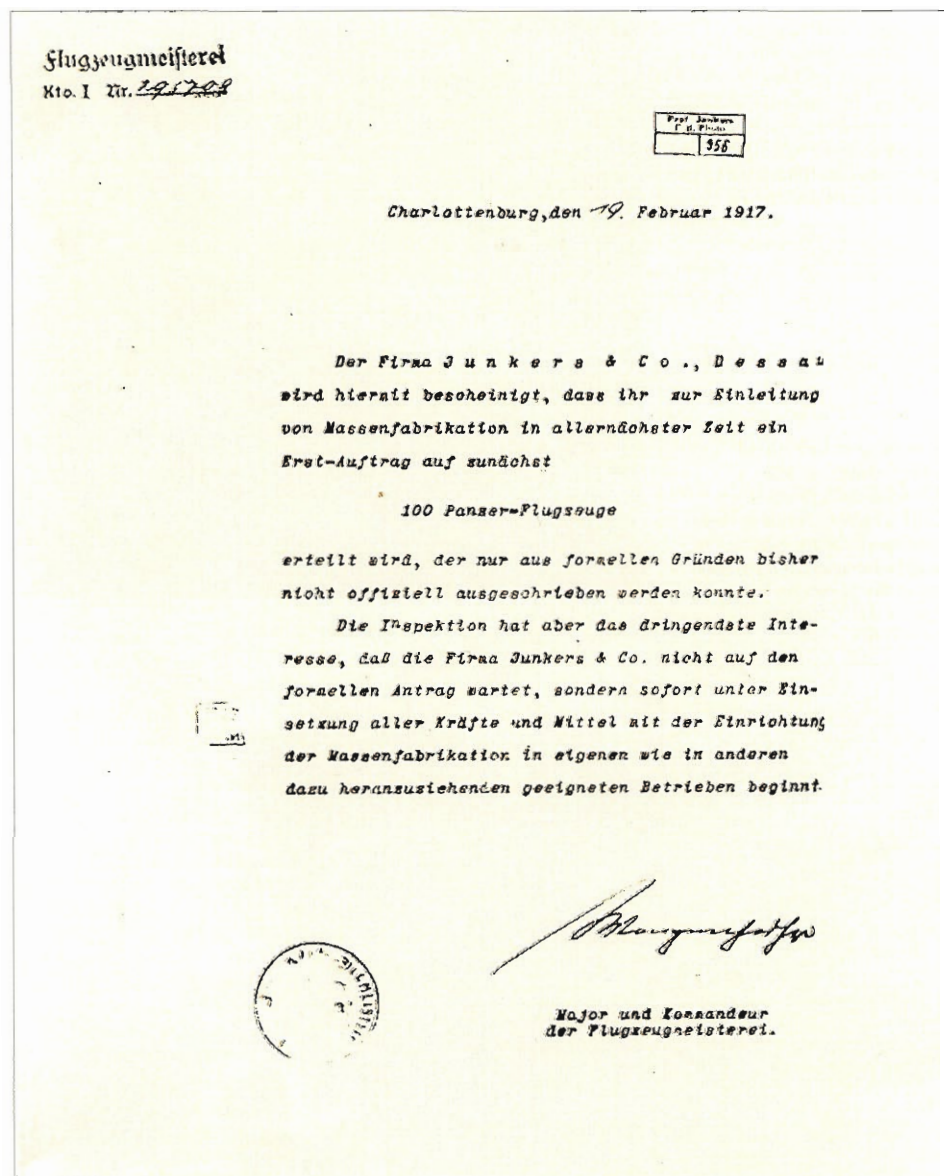 Flugzeugmeisterei
Kto. I Nr. 195798
Prof. Junkers
956
Charlottenburg, den 19. Februar 1917.
Der Firma J u n k e r s & C o ., D e s s a u
wird hiermit bescheinigt, dass ihr zur Einleitung
von Massenfabrikation in allernächster Zeit ein
Erst-Auftrag auf zunächst
100 Panzer-Flugzeuge
erteilt wird, der nur aus formellen Gründen bisher
nicht offiziell ausgeschrieben werden konnte.
Die Inspektion hat aber das dringendste Inte-
resse, daß die Firma Junkers & Co. nicht auf den
formellen Antrag wartet, sondern sofort unter Ein-
setzung aller Kräfte und Mittel mit der Einrichtung
der Massenfabrikation in eigenen wie in anderen
dazu heranzuziehenden geeigneten Betrieben beginnt.
Major und Kommandeur
der Flugzeugmeisterei.